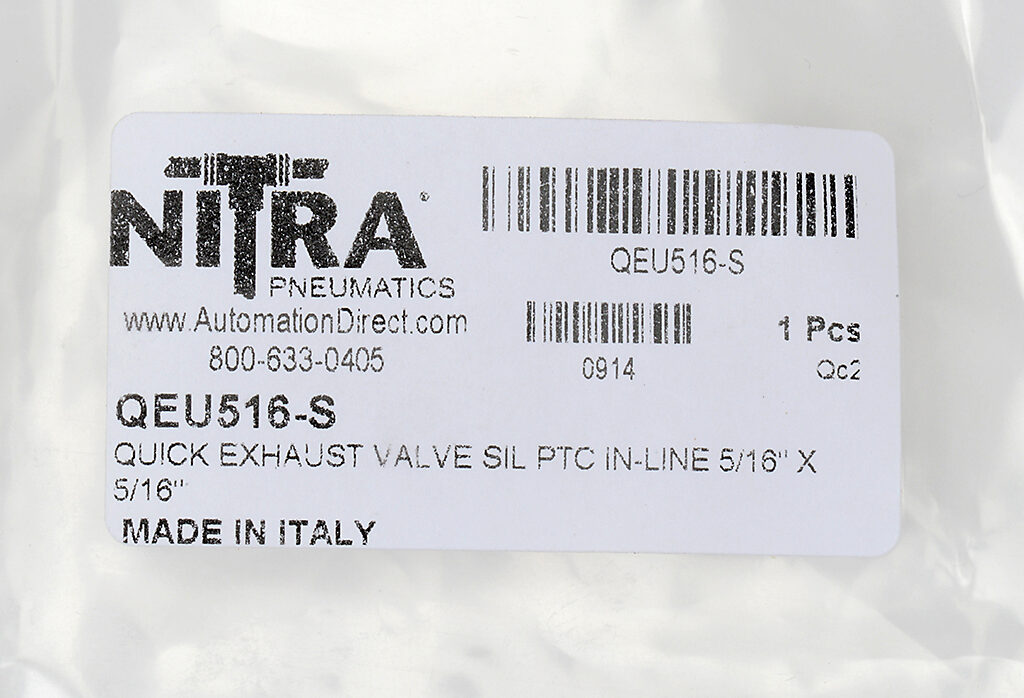 NITRA®
PNEUMATICS
www.AutomationDirect.com
800-633-0405
QEU516-S
0914
1 Pcs
Qc2
QEU516-S
QUICK EXHAUST VALVE SIL PTC IN-LINE 5/16" X
5/16"
MADE IN ITALY